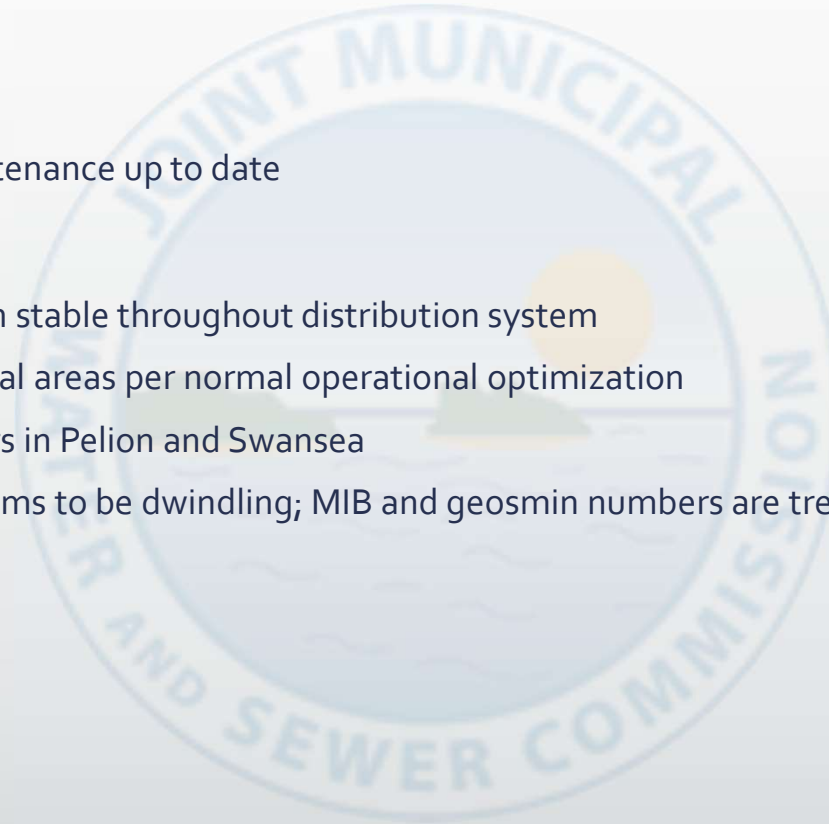 JOINT MUNICIPAL
WATER AND SEWER COMMISSION
tenance up to date
stable throughout distribution system
al areas per normal operational optimization
s in Pelion and Swansea
ms to be dwindling; MIB and geosmin numbers are tre